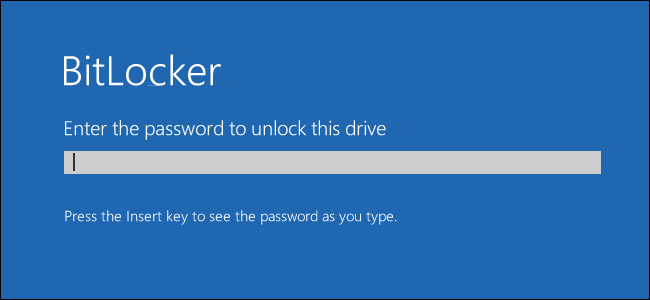 BitLocker
Enter the password to unlock this drive
Press the Insert key to see the password as you type.